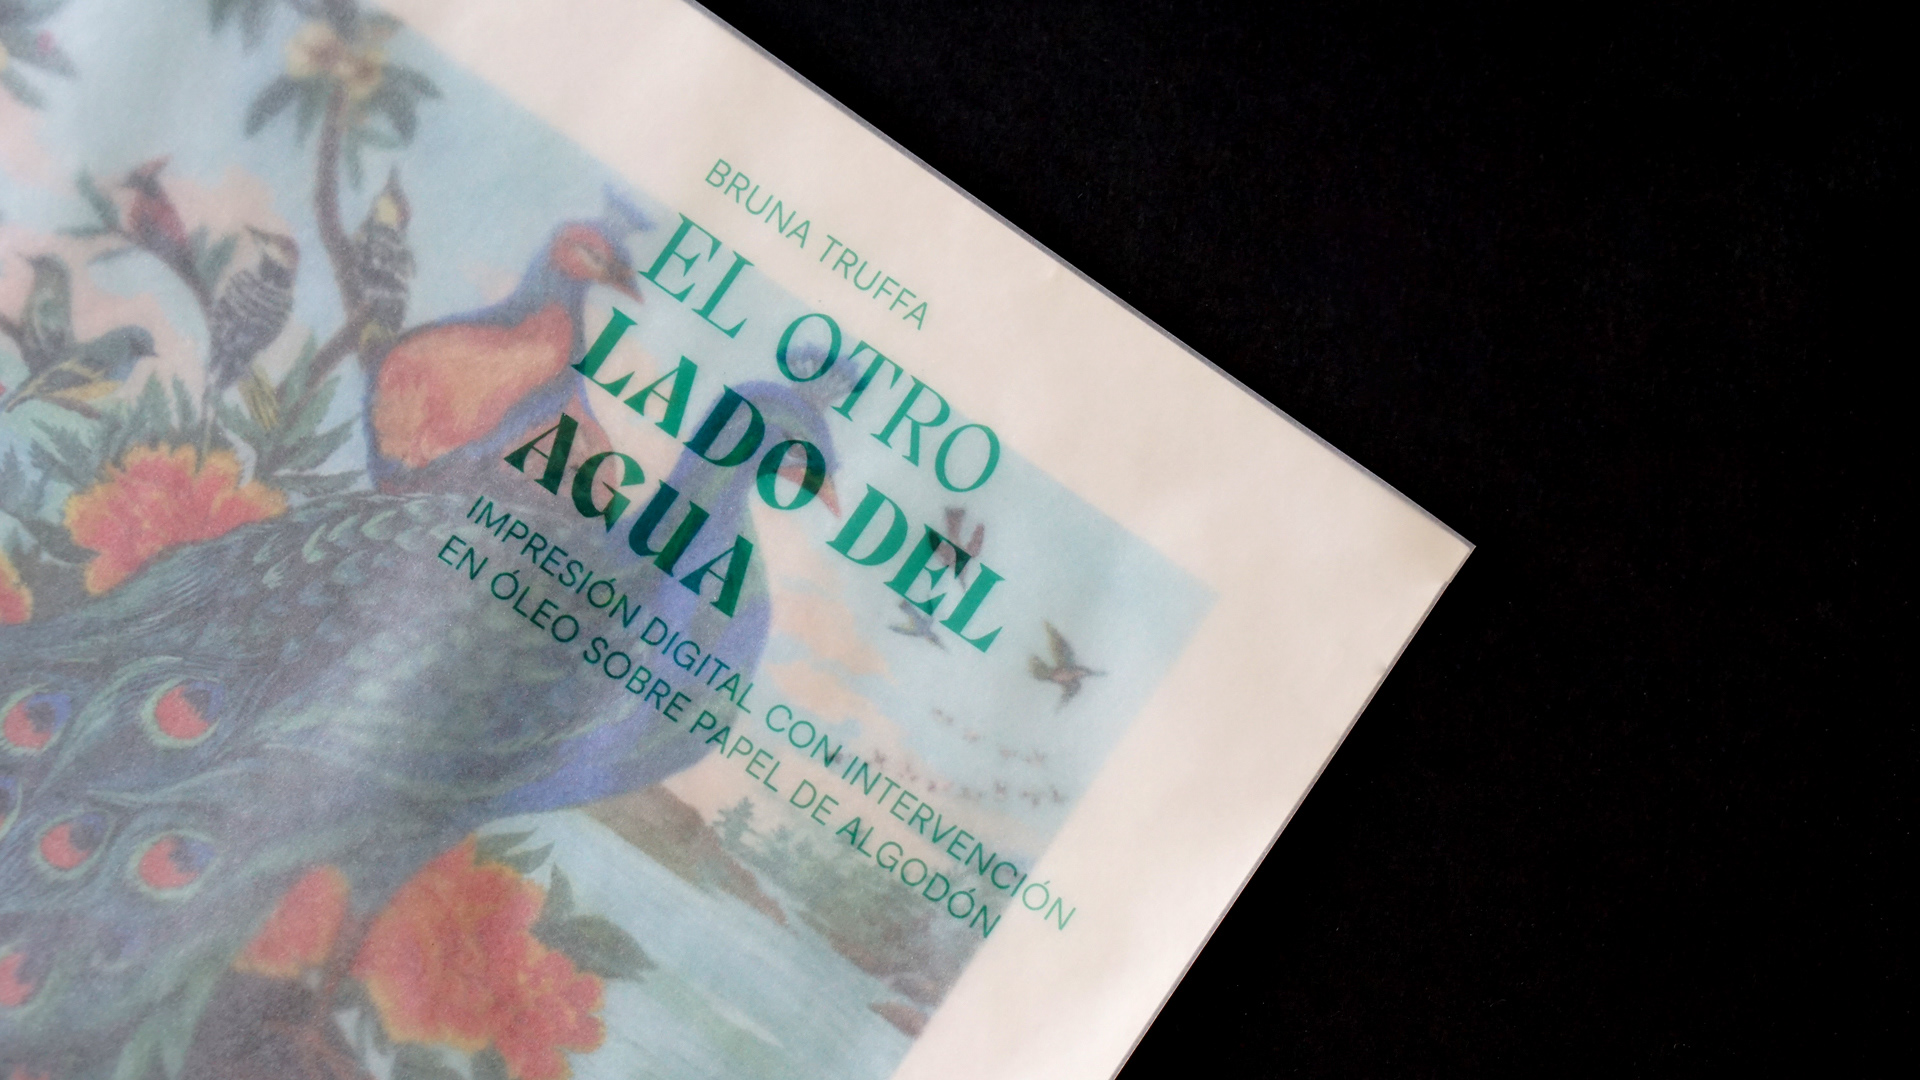 BRUNA TRUFFA
EL OTRO
LADO DEL
AGUA
IMPRESIÓN DIGITAL CON INTERVENCIÓN
EN ÓLEO SOBRE PAPEL DE ALGODÓN